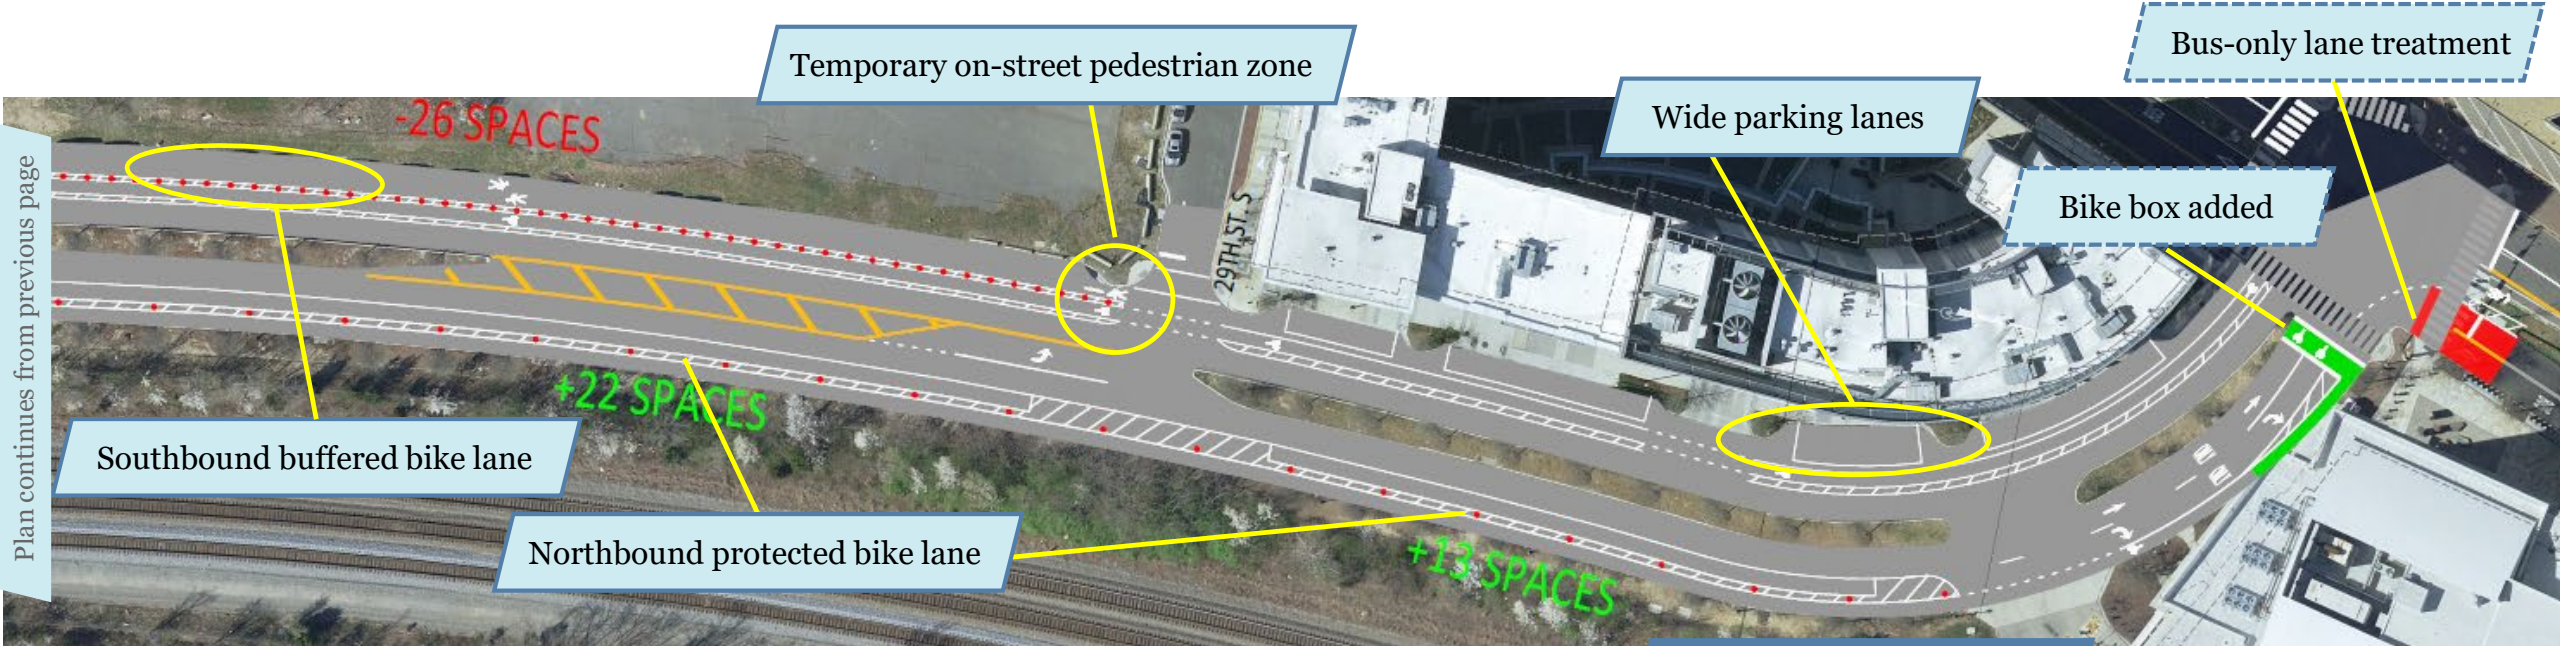 Bus-only lane treatment
Temporary on-street pedestrian zone
Wide parking lanes
-26 SPACES
Bike box added
Plan continues from previous page
29TH ST. S
+22 SPACES
Southbound buffered bike lane
Northbound protected bike lane
+13 SPACES